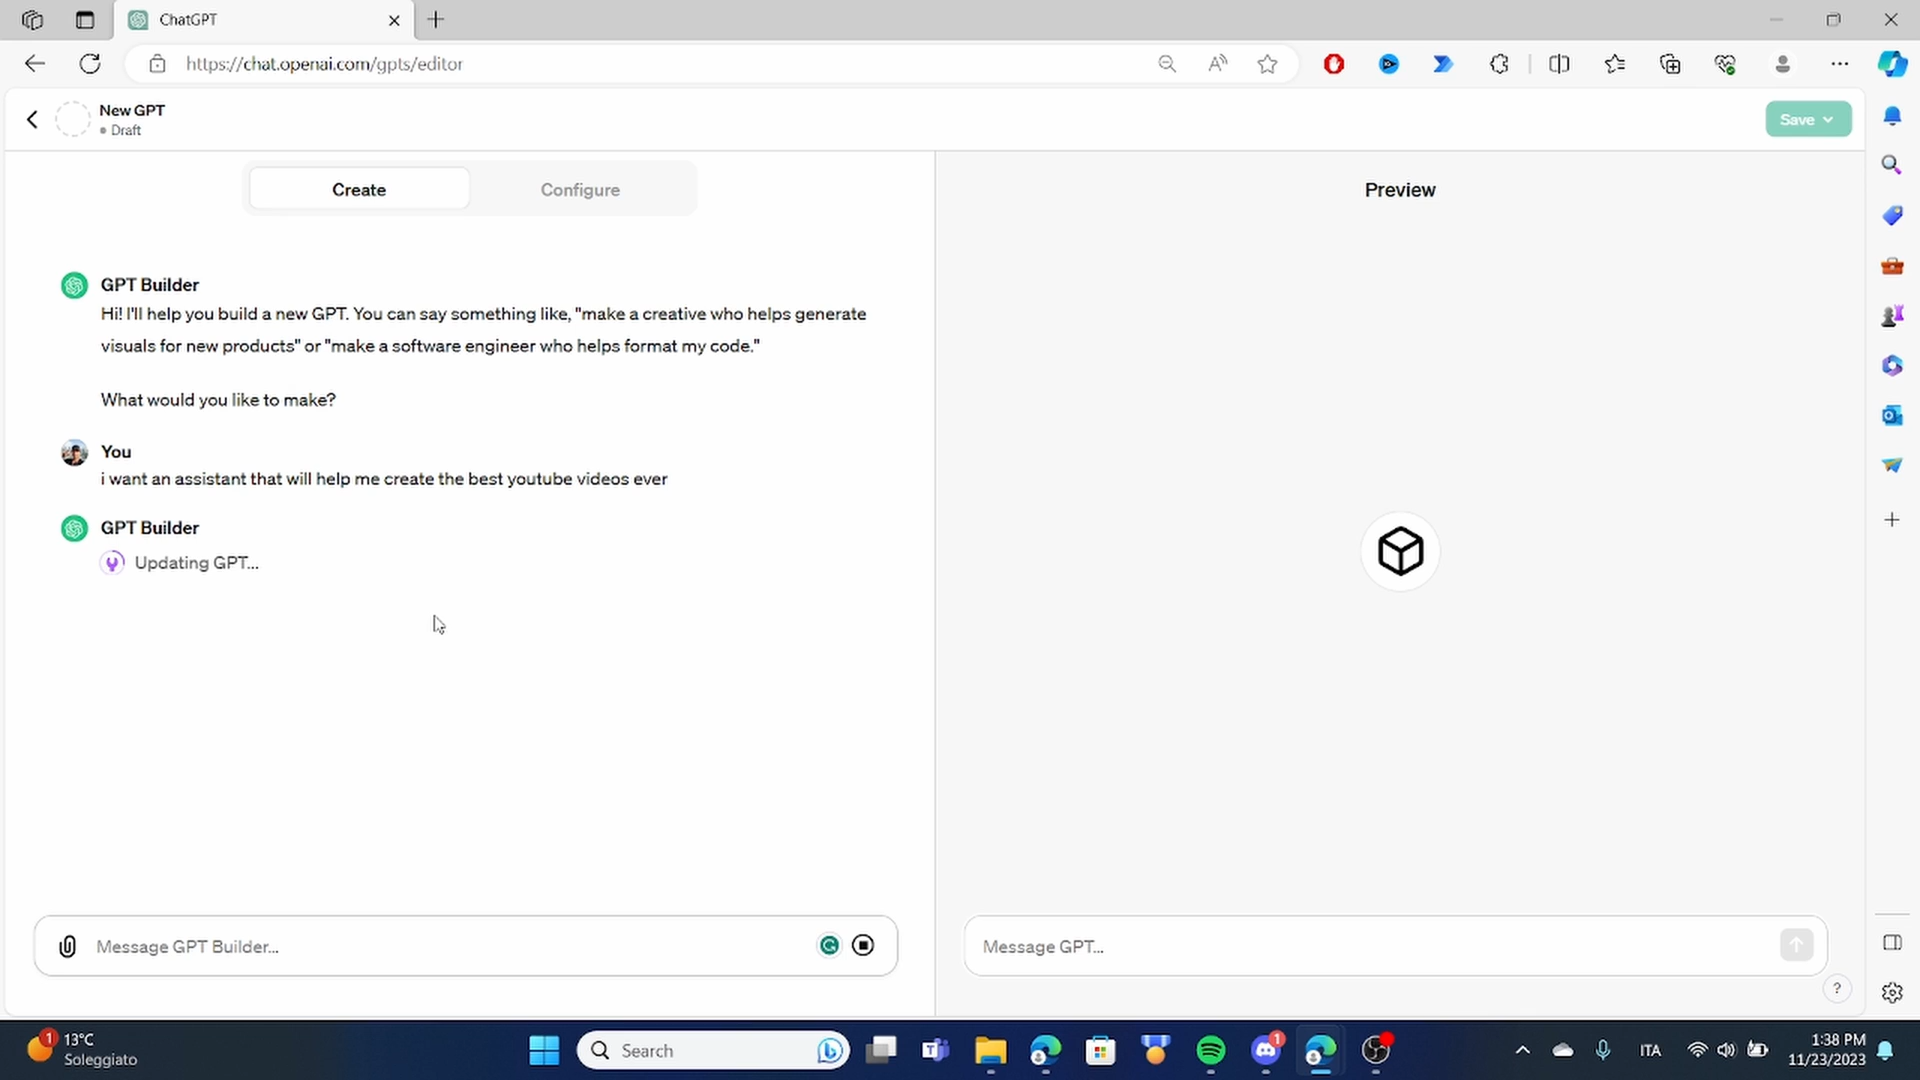 ChatGPT
https://chat.openai.com/gpts/editor
New GPT
Draft
Save
Create
Configure
Preview
GPT Builder
Hi! I'll help you build a new GPT. You can say something like, "make a creative who helps generate
visuals for new products" or "make a software engineer who helps format my code."
What would you like to make?
You
i want an assistant that will help me create the best youtube videos ever
GPT Builder
Updating GPT...
Message GPT Builder...
Message GPT...
?
1
13°C
Soleggiato
Search
1
ITA
1:38 PM
11/23/2023